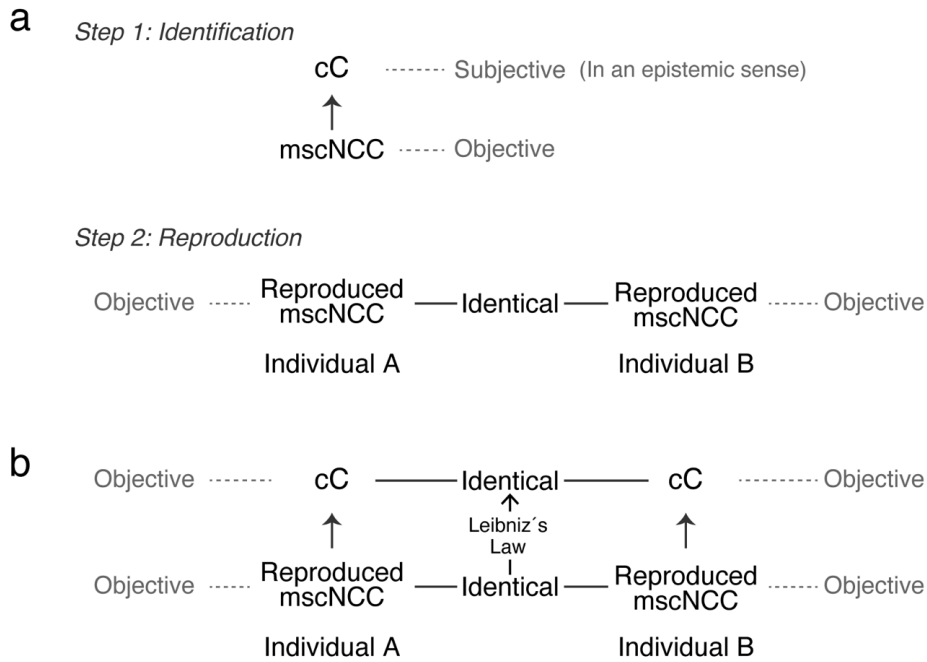 a
Step 1: Identification
cC Subjective (In an epistemic sense)
mscNCC Objective
Step 2: Reproduction
Objective Reproduced mscNCC Identical Reproduced mscNCC Objective
Individual A Individual B
b
Objective cC Identical cC Objective
Leibniz´s
Law
Objective Reproduced mscNCC Identical Reproduced mscNCC Objective
Individual A Individual B